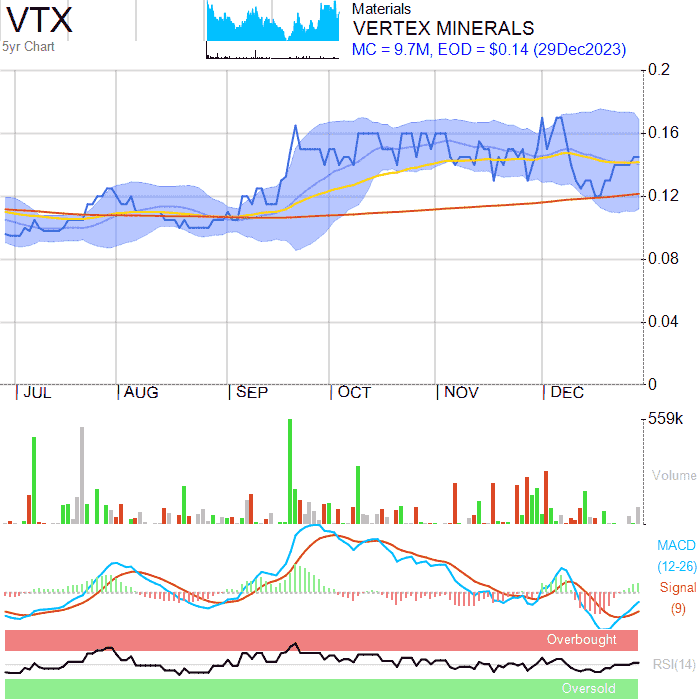 VTX
5yr Chart
Materials
VERTEX MINERALS
MC = 9.7M, EOD = $0.14 (29Dec2023)
0.2
0.16
0.12
0.08
0.04
0
JUL AUG SEP OCT NOV DEC
559k
Volume
MACD
(12-26)
Signal
(9)
Overbought
RSI(14)
Oversold